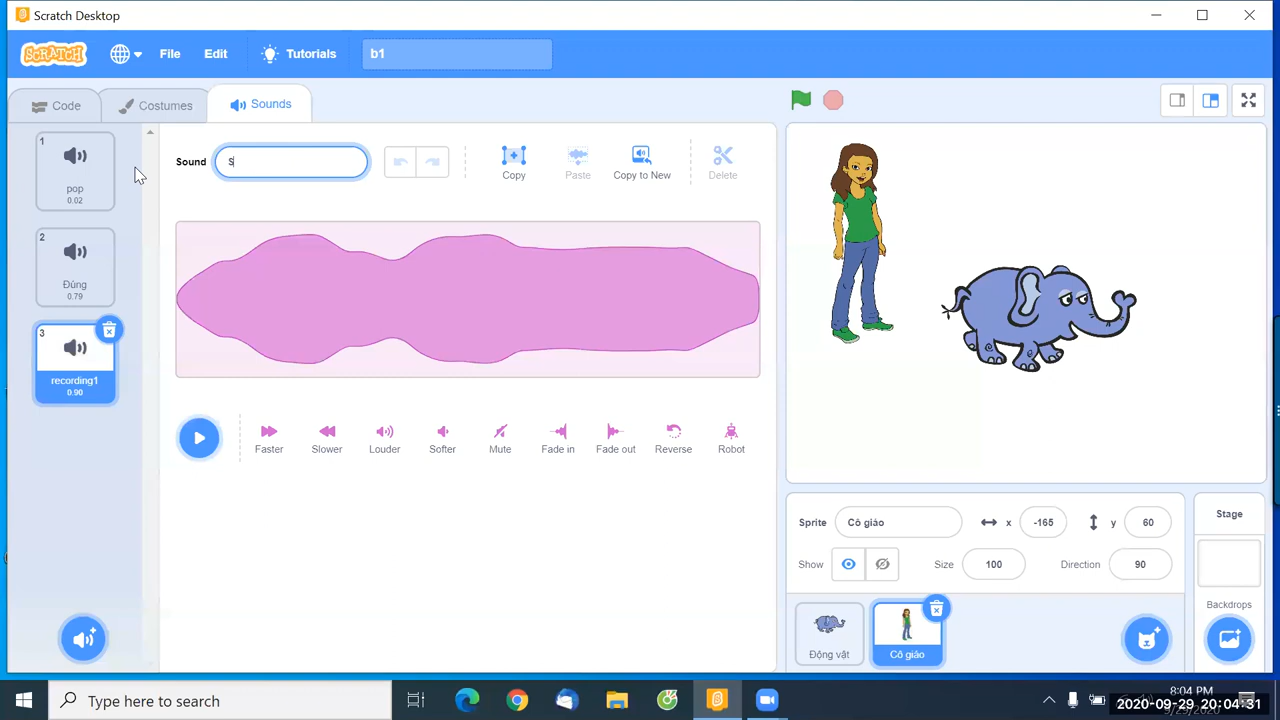 Scratch Desktop
SCRATCH File Edit Tutorials b1
Code Costumes Sounds
1
pop
0.02
2
Đúng
0.79
3
recording1
0.90
Sound S Copy Paste Copy to New Delete
Faster Slower Louder Softer Mute Fade in Fade out Reverse Robot
Sprite Cô giáo x -165 y 60
Show Size 100 Direction 90
Động vật Cô giáo
Stage
Backdrops
Type here to search
8:04 PM
2020-09-29 20:04:31